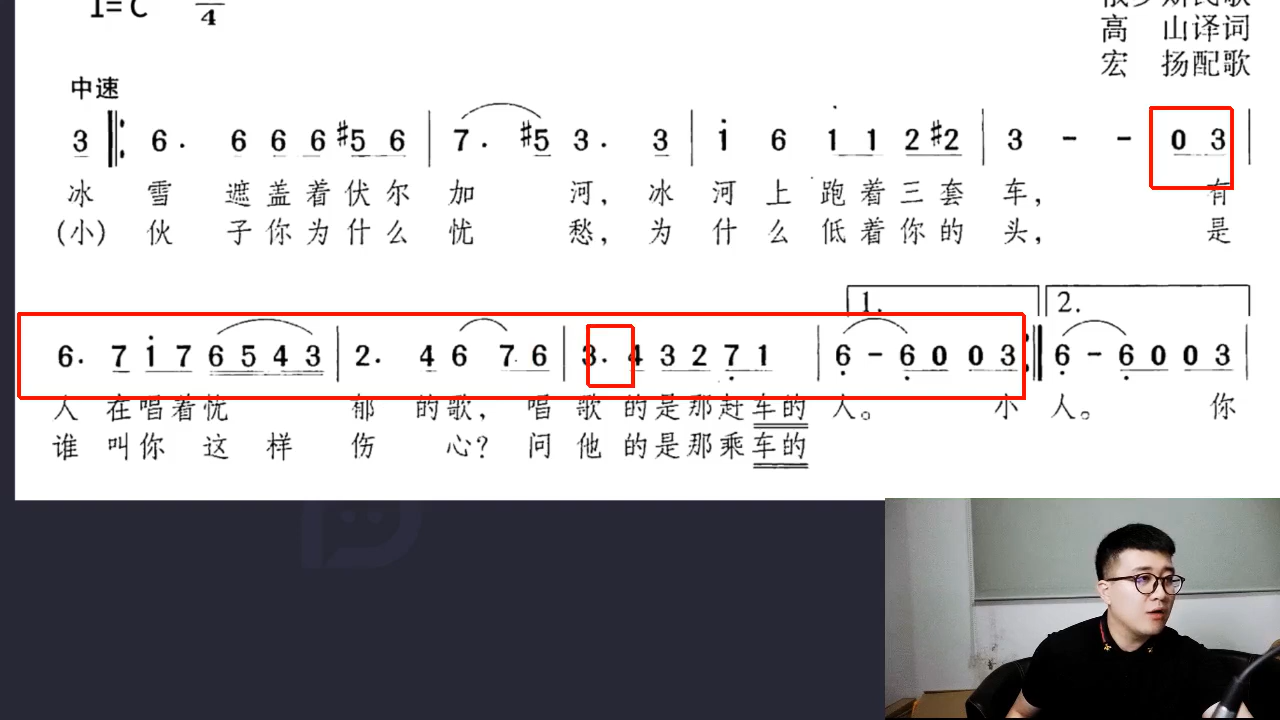 1= C 4
高 山译词
宏 扬配歌
中速
3 ‖: 6 . 6 6 6 #5 6 | 7 . #5 3 . 3 | i 6 1 1 2 #2 | 3 - - 0 3 |
冰 雪 遮 盖 着 伏 尔 加 河, 冰 河 上 跑 着 三 套 车, 有
(小) 伙 子 你 为 什 么 忧 愁, 为 什 么 低 着 你 的 头, 是
1. 2.
6 . 7 i 7 6 5 4 3 | 2 . 4 6 7 6 | 3 . 4 3 2 7 1 | 6 - 6 0 0 3 :‖ 6 - 6 0 0 3 |
人 在 唱 着 忧 郁 的 歌, 唱 歌 的 是 那 赶 车 的 人。 小 人。 你
谁 叫 你 这 样 伤 心? 问 他 的 是 那 乘 车 的